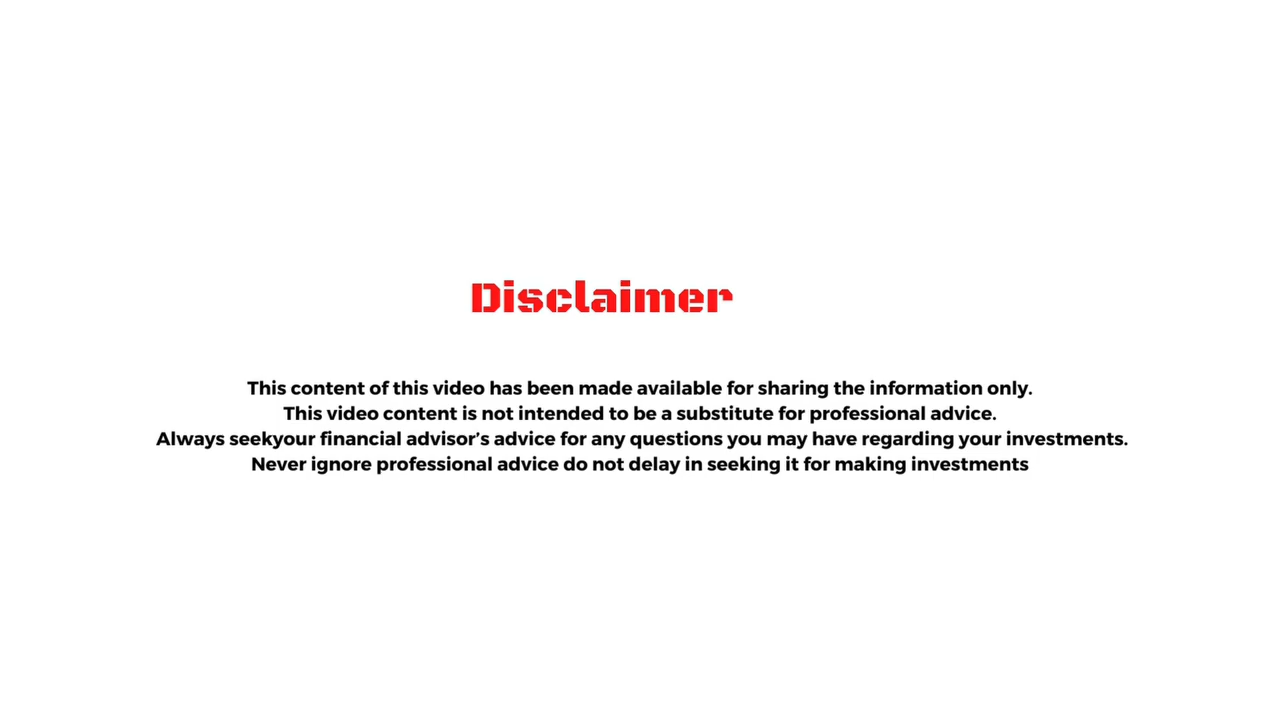 Disclaimer
This content of this video has been made available for sharing the information only.
This video content is not intended to be a substitute for professional advice.
Always seekyour financial advisor’s advice for any questions you may have regarding your investments.
Never ignore professional advice do not delay in seeking it for making investments